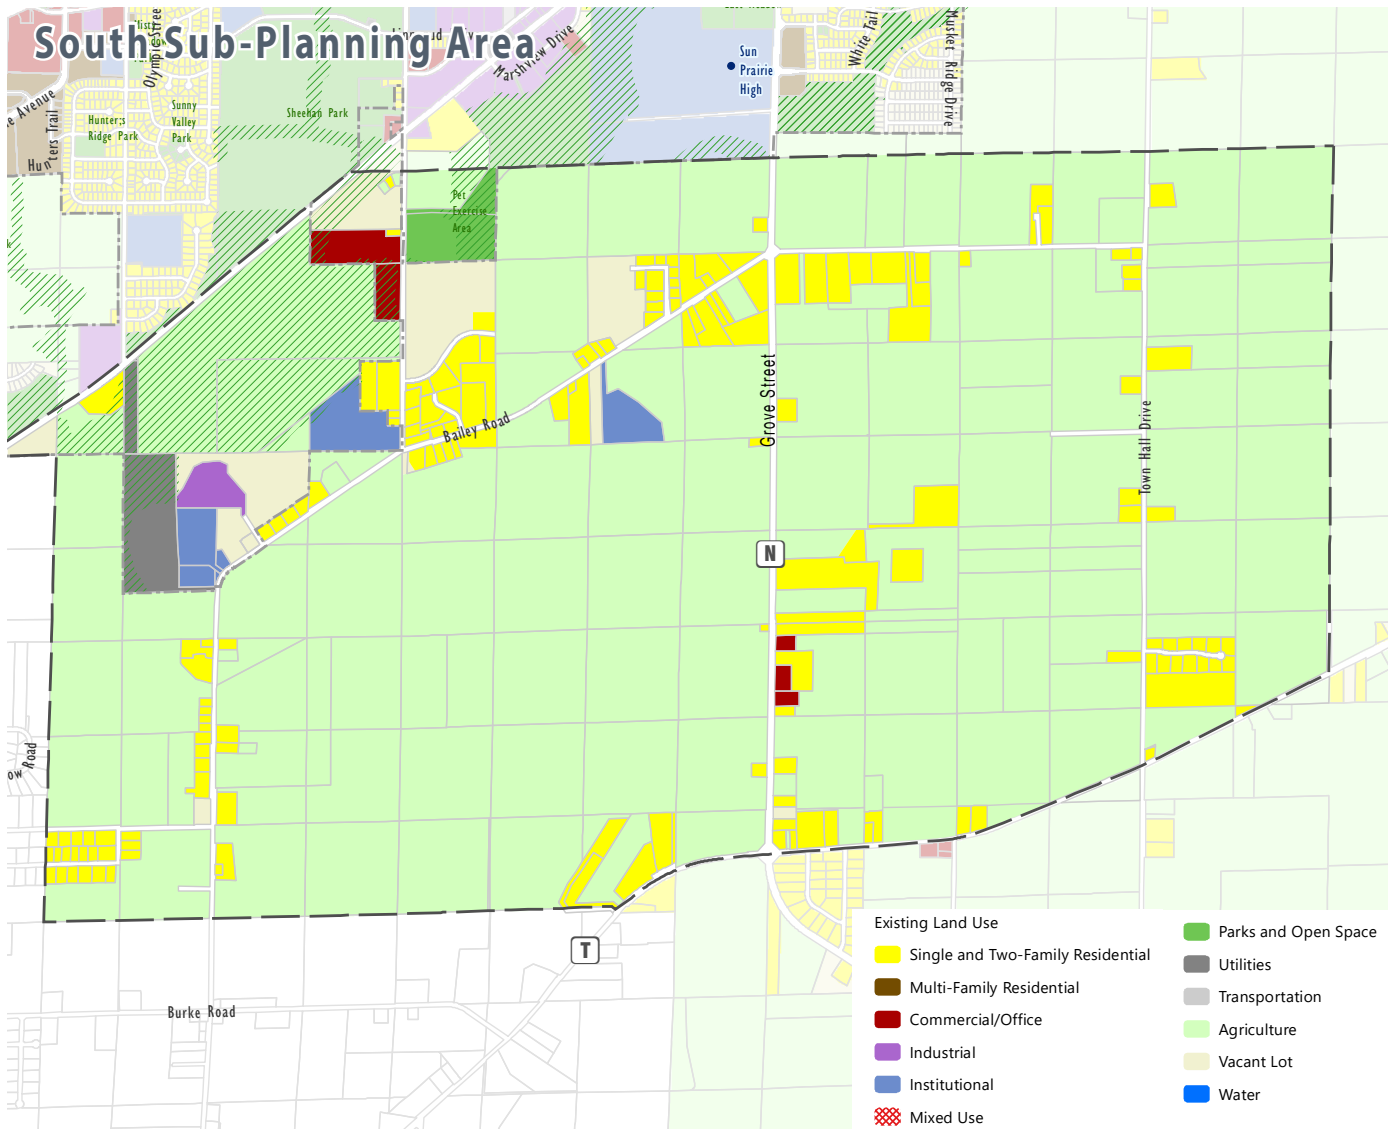 South Sub-Planning Area
Olympic Street
Marshview Drive
White Tail
Musket Ridge Drive
Sun
Prairie
High
Sunny
Valley
Park
Hunters
Ridge Park
Sheehan Park
Avenue
Hunters Trail
Pet
Exercise
Area
Bailey Road
Grove Street
Town Hall Drive
N
ow Road
T
Burke Road
Existing Land Use
Single and Two-Family Residential
Multi-Family Residential
Commercial/Office
Industrial
Institutional
Mixed Use
Parks and Open Space
Utilities
Transportation
Agriculture
Vacant Lot
Water